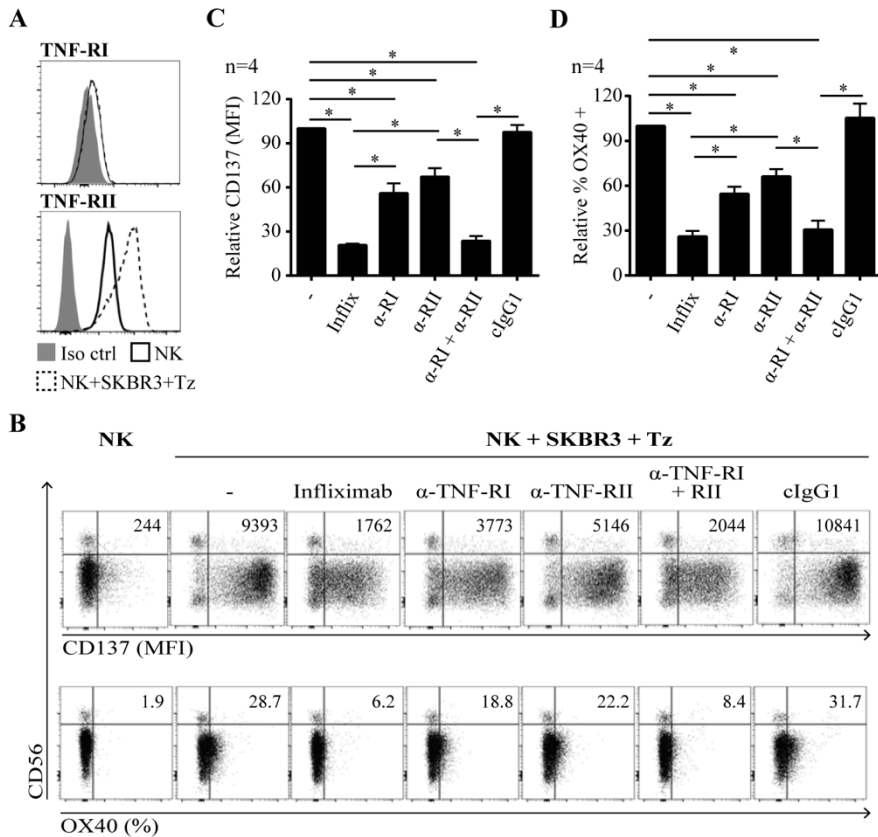 A
TNF-RI
TNF-RII
Iso ctrl
NK
NK+SKBR3+Tz
C
n=4
Relative CD137 (MFI)
120
90
60
30
0
* * * *
* * *
* * *
-
Inflix
α-RI
α-RII
α-RI + α-RII
cIgG1
D
n=4
Relative % OX40 +
120
90
60
30
0
*
* * *
* * *
* * *
-
Inflix
α-RI
α-RII
α-RI + α-RII
cIgG1
B
NK
NK + SKBR3 + Tz
-
Infliximab
α-TNF-RI
α-TNF-RII
α-TNF-RI
+ RII
cIgG1
244 9393 1762 3773 5146 2044 10841
CD137 (MFI)
1.9 28.7 6.2 18.8 22.2 8.4 31.7
CD56
OX40 (%)